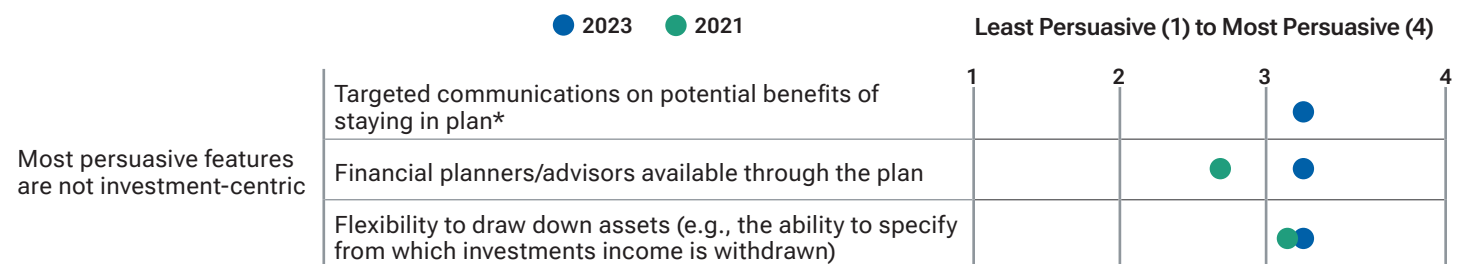 2023 2021 Least Persuasive (1) to Most Persuasive (4)
1 2 3 4
Targeted communications on potential benefits of
staying in plan*
Most persuasive features
are not investment-centric
Financial planners/advisors available through the plan
Flexibility to draw down assets (e.g., the ability to specify
from which investments income is withdrawn)